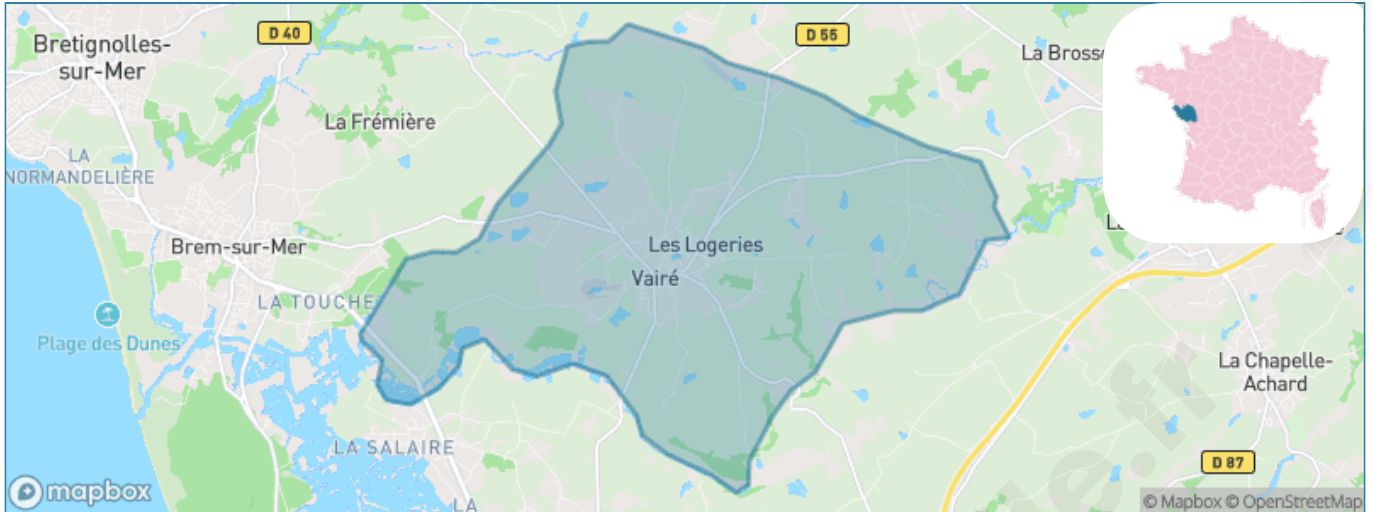 Bretignolles-
sur-Mer
D 40
D 55
La Brosse
La Frémière
LA
NORMANDELIÈRE
Brem-sur-Mer
Les Logeries
Vairé
LA TOUCHE
Plage des Dunes
La Chapelle-
Achard
LA SALAIRE
D 87
mapbox
LA
© Mapbox © OpenStreetMap